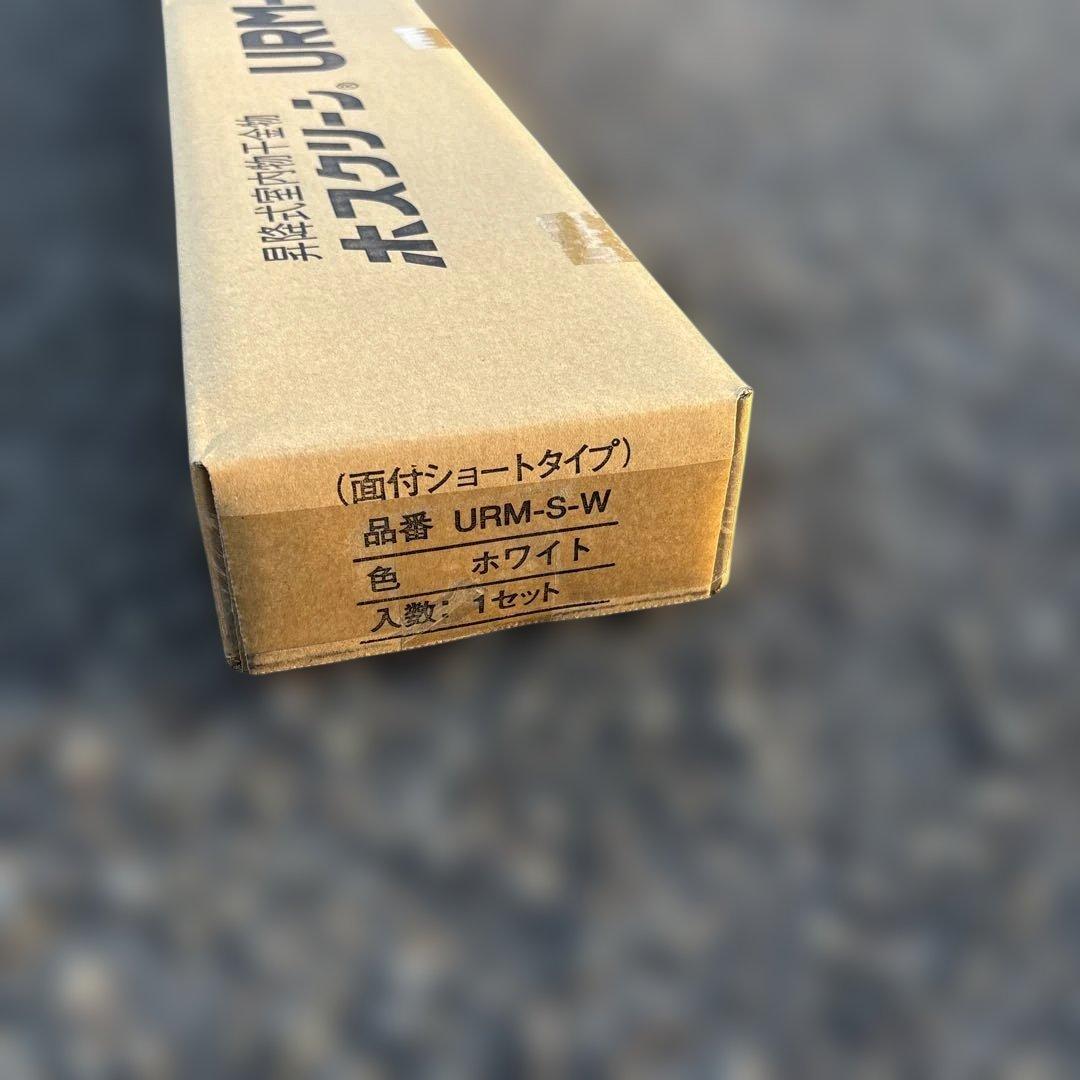 昇降式室内物干金物
ホスクリーン® URM-
(面付ショートタイプ)
品番 URM-S-W
色 ホワイト
入数: 1セット